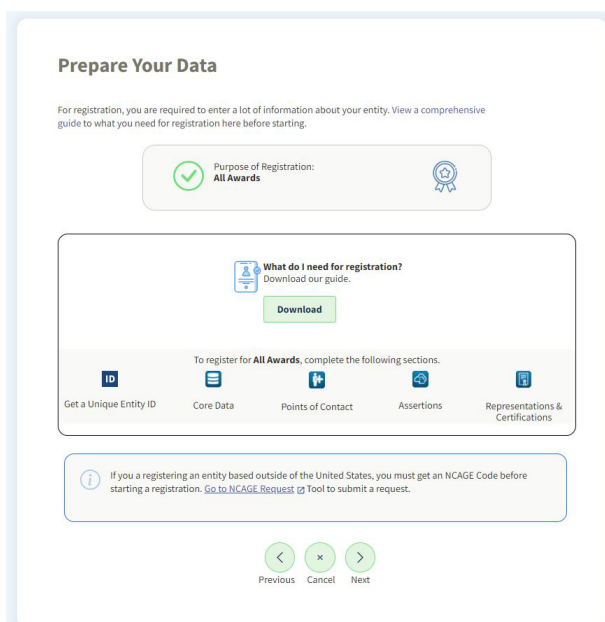 Prepare Your Data
For registration, you are required to enter a lot of information about your entity. View a comprehensive
guide to what you need for registration here before starting.
Purpose of Registration:
All Awards
What do I need for registration?
Download our guide.
Download
To register for All Awards, complete the following sections.
ID
Get a Unique Entity ID
Core Data
Points of Contact
Assertions
Representations &
Certifications
If you a registering an entity based outside of the United States, you must get an NCAGE Code before
starting a registration. Go to NCAGE Request Tool to submit a request.
Previous
Cancel
Next